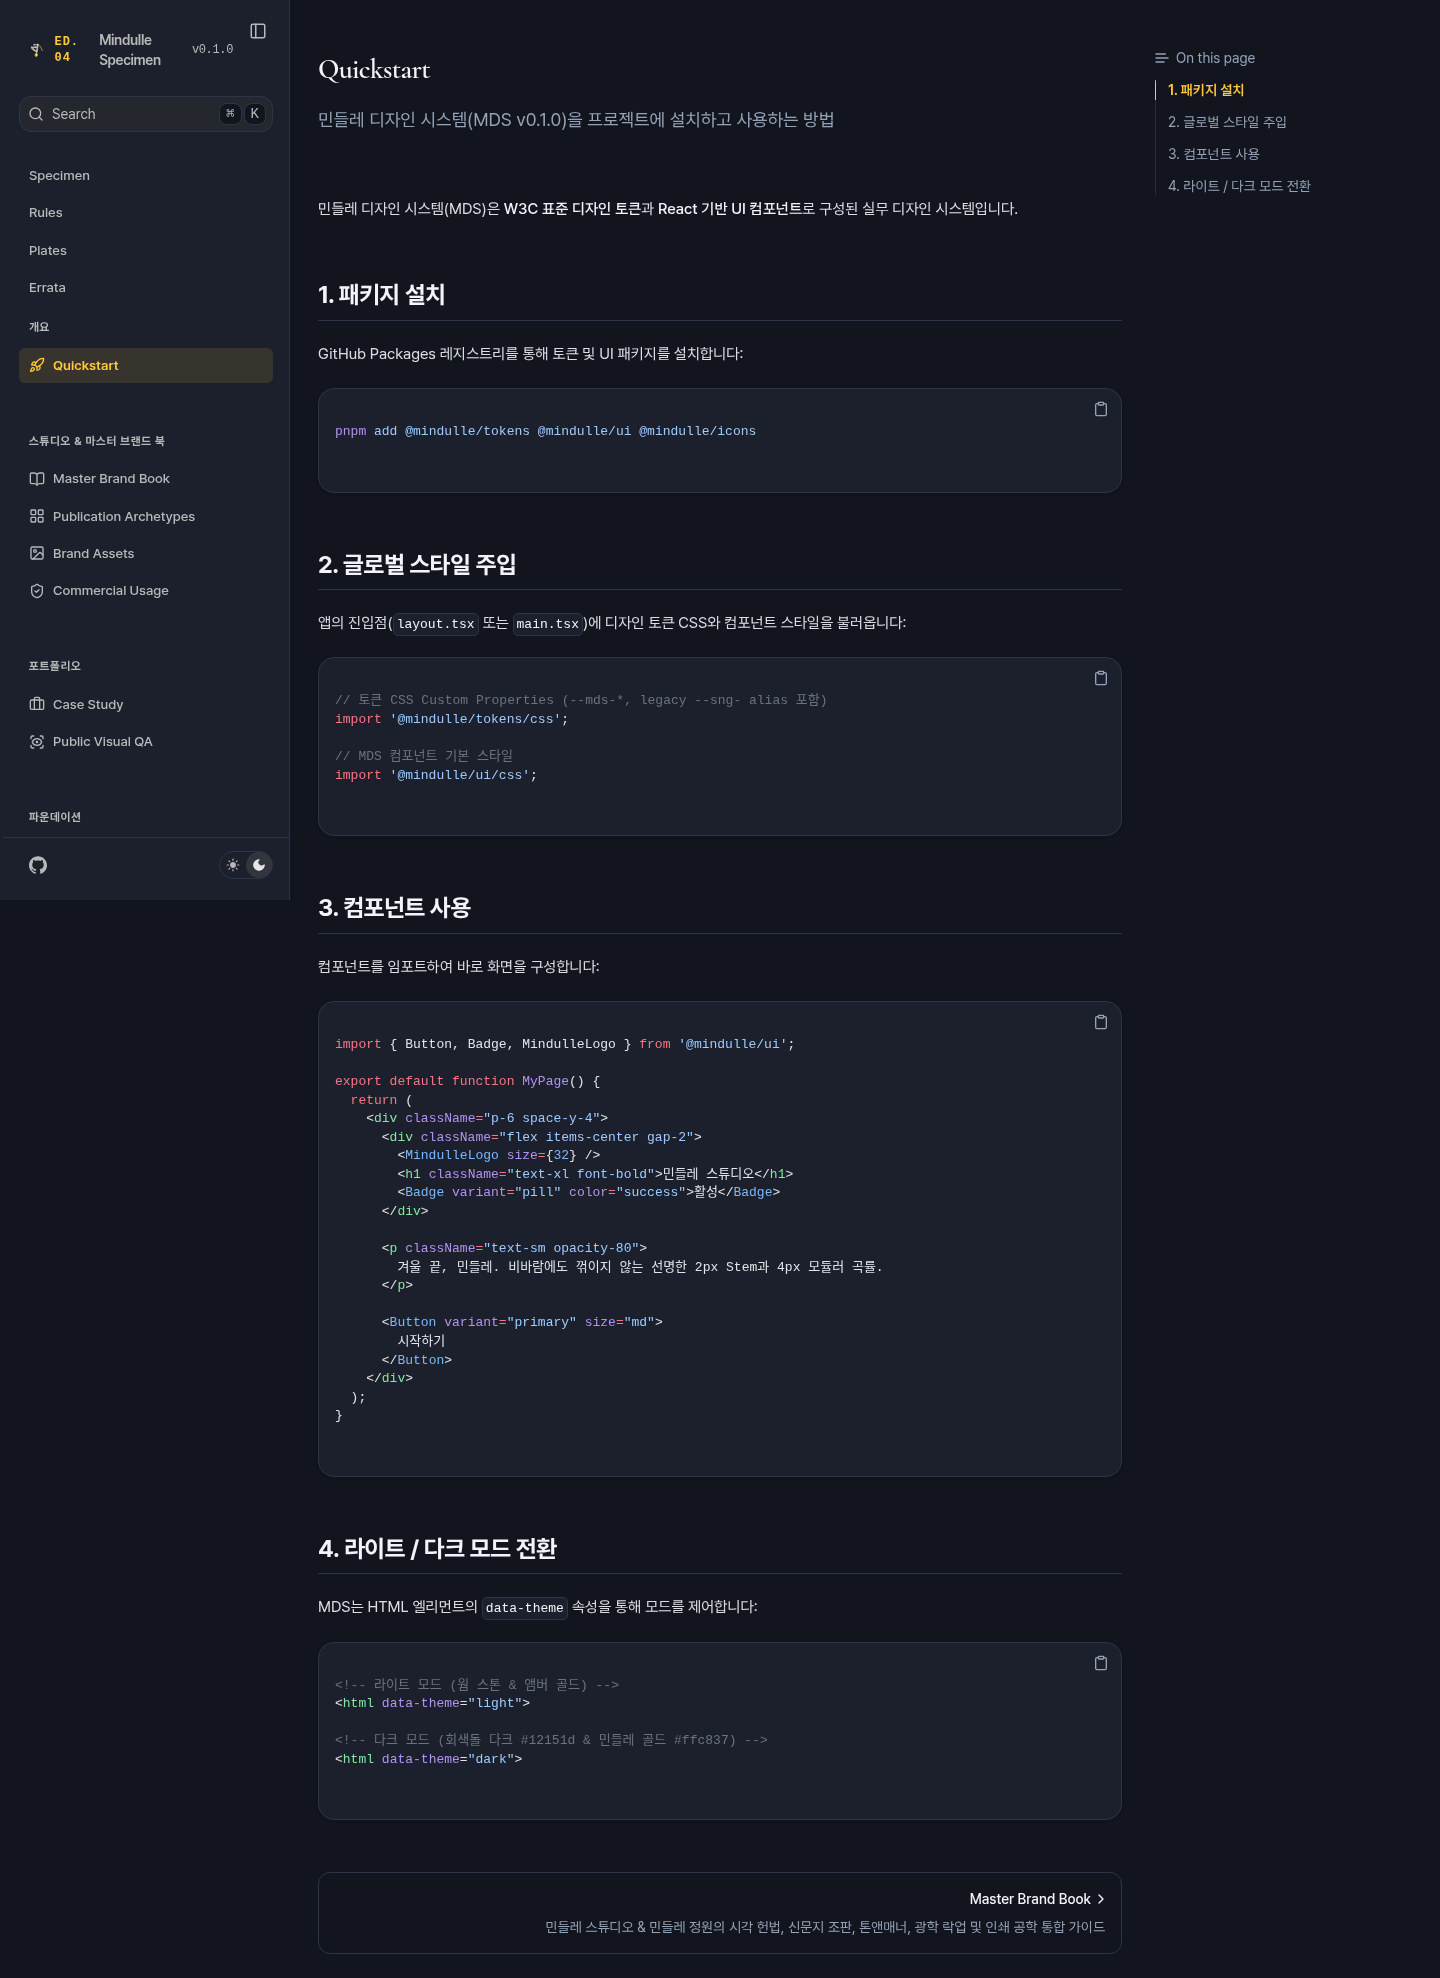 ED. 04
Mindulle Specimen
v0.1.0
Search
⌘ K
Specimen
Rules
Plates
Errata
개요
Quickstart
스튜디오 & 마스터 브랜드 북
Master Brand Book
Publication Archetypes
Brand Assets
Commercial Usage
포트폴리오
Case Study
Public Visual QA
파운데이션
Quickstart
민들레 디자인 시스템(MDS v0.1.0)을 프로젝트에 설치하고 사용하는 방법
민들레 디자인 시스템(MDS)은 W3C 표준 디자인 토큰과 React 기반 UI 컴포넌트로 구성된 실무 디자인 시스템입니다.
1. 패키지 설치
GitHub Packages 레지스트리를 통해 토큰 및 UI 패키지를 설치합니다:
pnpm add @mindulle/tokens @mindulle/ui @mindulle/icons
2. 글로벌 스타일 주입
앱의 진입점(layout.tsx 또는 main.tsx)에 디자인 토큰 CSS와 컴포넌트 스타일을 불러옵니다:
// 토큰 CSS Custom Properties (--mds-*, legacy --sng- alias 포함)
import '@mindulle/tokens/css';
// MDS 컴포넌트 기본 스타일
import '@mindulle/ui/css';
3. 컴포넌트 사용
컴포넌트를 임포트하여 바로 화면을 구성합니다:
import { Button, Badge, MindulleLogo } from '@mindulle/ui';
export default function MyPage() {
  return (
    <div className="p-6 space-y-4">
      <div className="flex items-center gap-2">
        <MindulleLogo size={32} />
        <h1 className="text-xl font-bold">민들레 스튜디오</h1>
        <Badge variant="pill" color="success">활성</Badge>
      </div>
      <p className="text-sm opacity-80">
        겨울 끝, 민들레. 비바람에도 꺾이지 않는 선명한 2px Stem과 4px 모듈러 곡률.
      </p>
      <Button variant="primary" size="md">
        시작하기
      </Button>
    </div>
  );
}
4. 라이트 / 다크 모드 전환
MDS는 HTML 엘리먼트의 data-theme 속성을 통해 모드를 제어합니다:
<!-- 라이트 모드 (웜 스톤 & 앰버 골드) -->
<html data-theme="light">
<!-- 다크 모드 (회색돌 다크 #12151d & 민들레 골드 #ffc837) -->
<html data-theme="dark">
Master Brand Book
민들레 스튜디오 & 민들레 정원의 시각 헌법, 신문지 조판, 톤앤매너, 광학 락업 및 인쇄 공학 통합 가이드
On this page
1. 패키지 설치
2. 글로벌 스타일 주입
3. 컴포넌트 사용
4. 라이트 / 다크 모드 전환